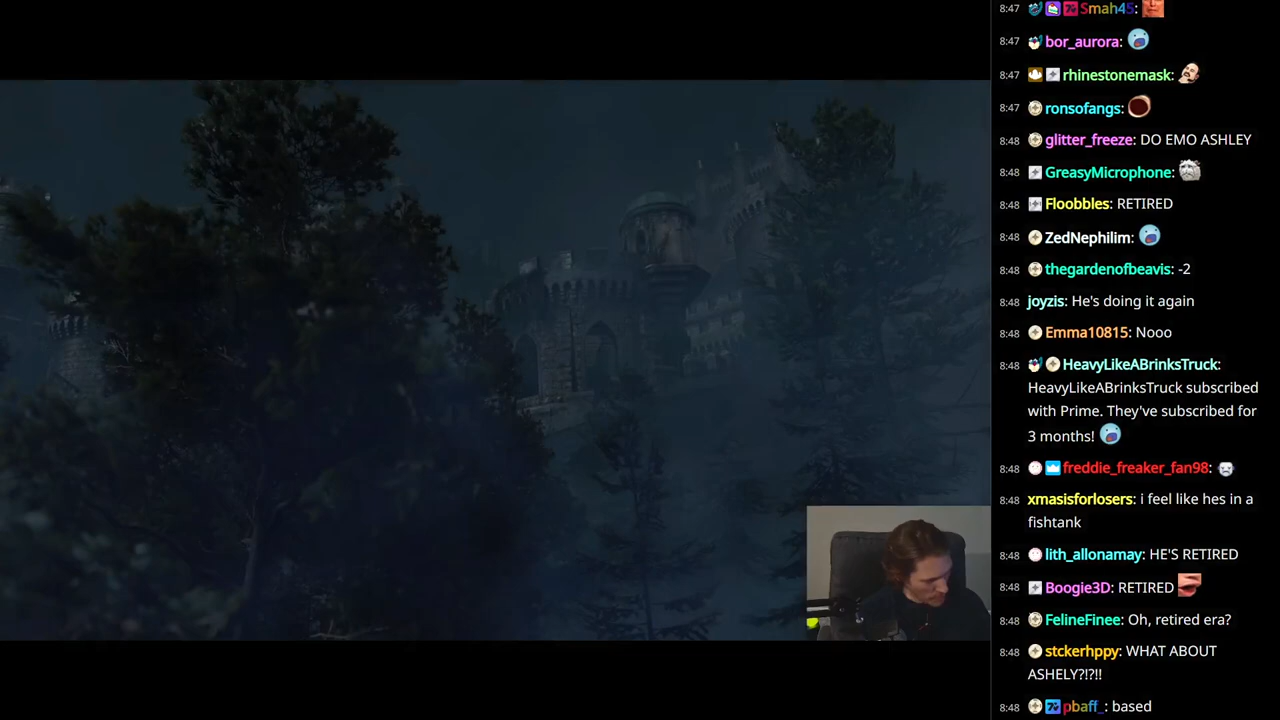 8:47 Smah45:
8:47 bor_aurora:
8:47 rhinestonemask:
8:47 ronsofangs:
8:48 glitter_freeze: DO EMO ASHLEY
8:48 GreasyMicrophone:
8:48 Floobbles: RETIRED
8:48 ZedNephilim:
8:48 thegardenofbeavis: -2
8:48 joyzis: He's doing it again
8:48 Emma10815: Nooo
8:48 HeavyLikeABrinksTruck:
HeavyLikeABrinksTruck subscribed
with Prime. They've subscribed for
3 months!
8:48 freddie_freaker_fan98:
8:48 xmasisforlosers: i feel like hes in a
fishtank
8:48 lith_allonamay: HE'S RETIRED
8:48 Boogie3D: RETIRED
8:48 FelineFinee: Oh, retired era?
8:48 stckerhppy: WHAT ABOUT
ASHELY?!?!!
8:48 pbaff_: based